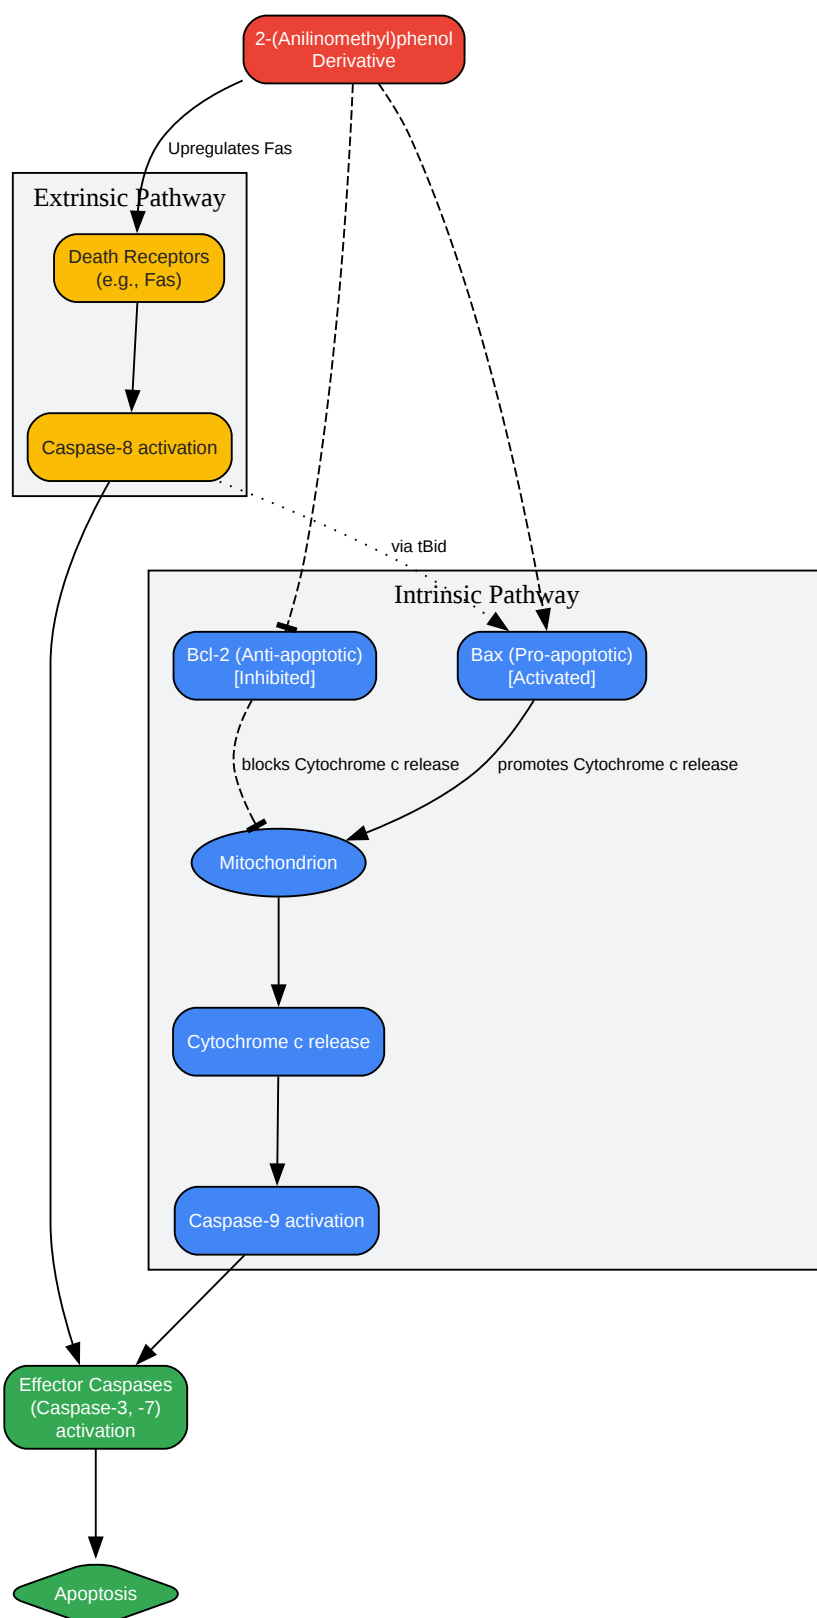 2-(Anilinomethyl)phenol
Derivative
Upregulates Fas
Extrinsic Pathway
Death Receptors
(e.g., Fas)
Caspase-8 activation
via tBid
Intrinsic Pathway
Bcl-2 (Anti-apoptotic)
[Inhibited]
Bax (Pro-apoptotic)
[Activated]
blocks Cytochrome c release
promotes Cytochrome c release
Mitochondrion
Cytochrome c release
Caspase-9 activation
Effector Caspases
(Caspase-3, -7)
activation
Apoptosis